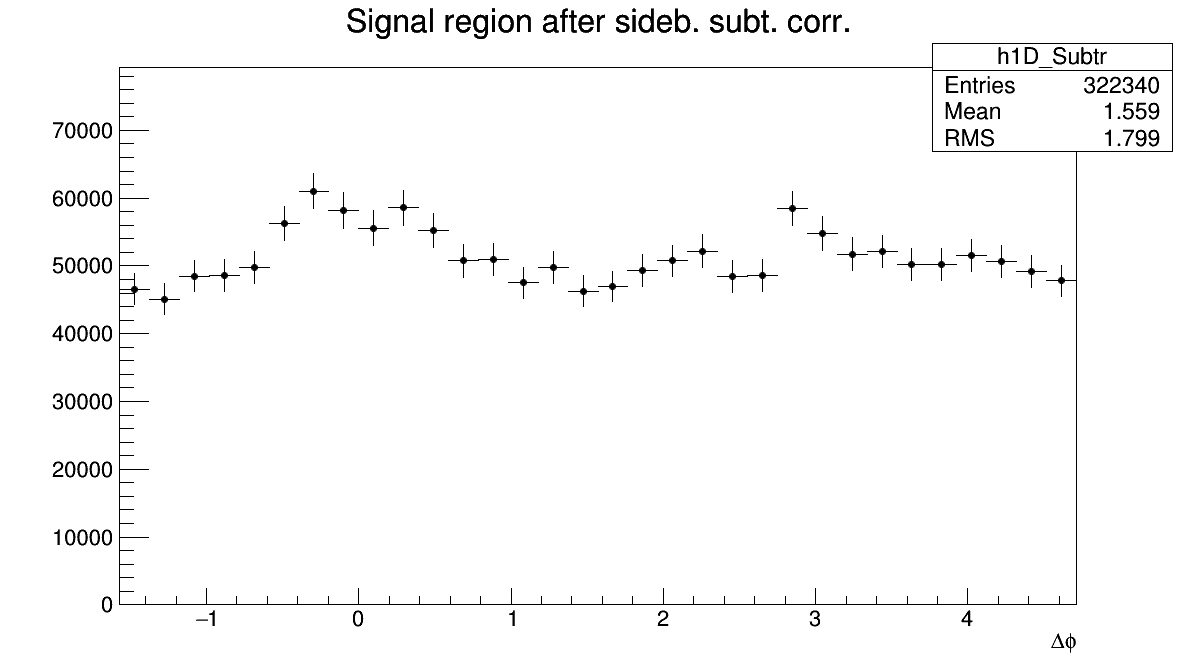 Signal region after sideb. subt. corr.
h1D_Subtr
Entries 322340
Mean 1.559
RMS 1.799
70000
60000
50000
40000
30000
20000
10000
0
−1 0 1 2 3 4
Δϕ